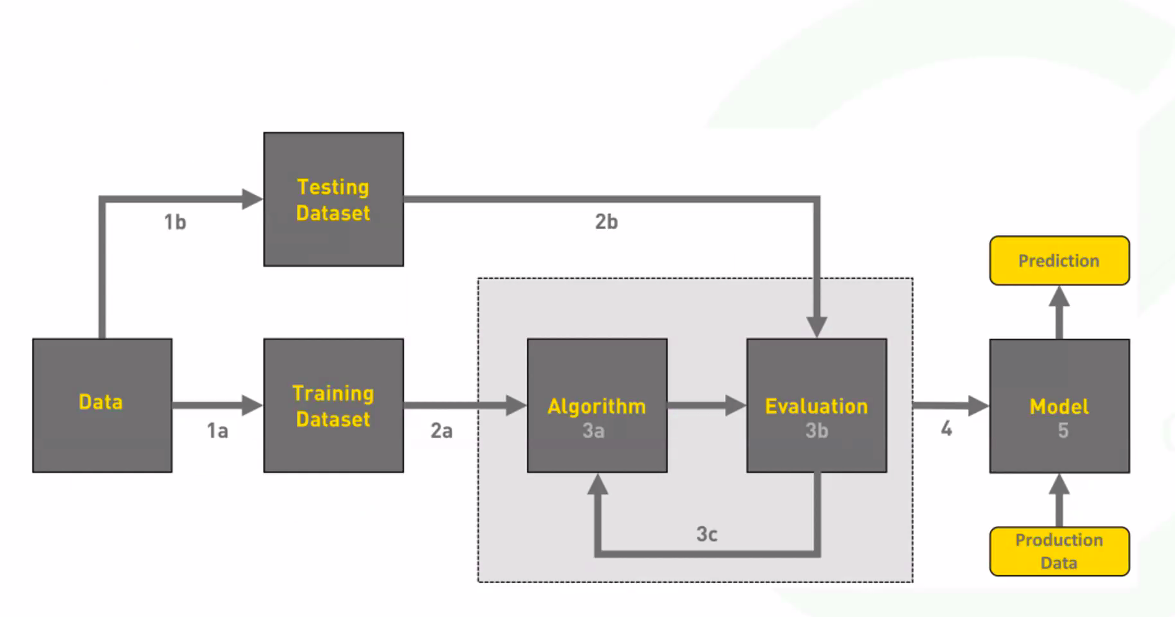 Testing
Dataset
1b
2b
Prediction
Data
1a
Training
Dataset
2a
Algorithm
3a
Evaluation
3b
4
Model
5
3c
Production
Data